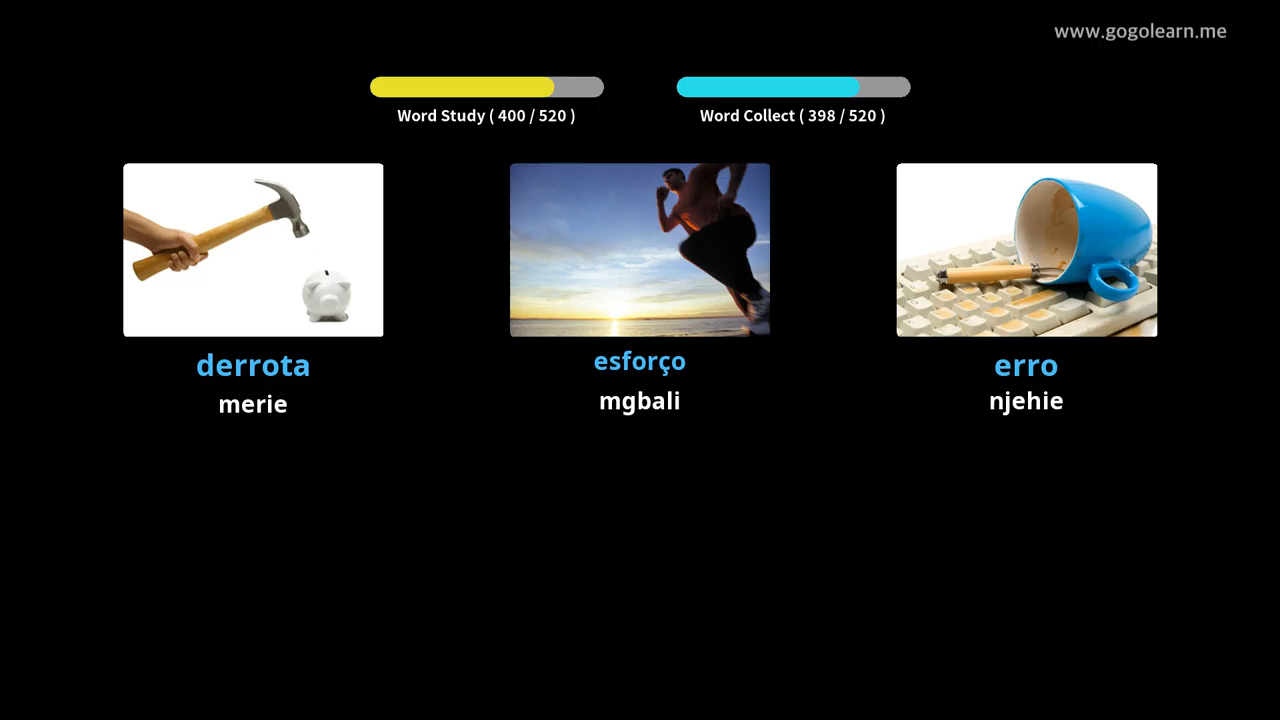 www.gogolearn.me
Word Study ( 400 / 520 )
Word Collect ( 398 / 520 )
derrota
merie
esforço
mgbali
erro
njehie